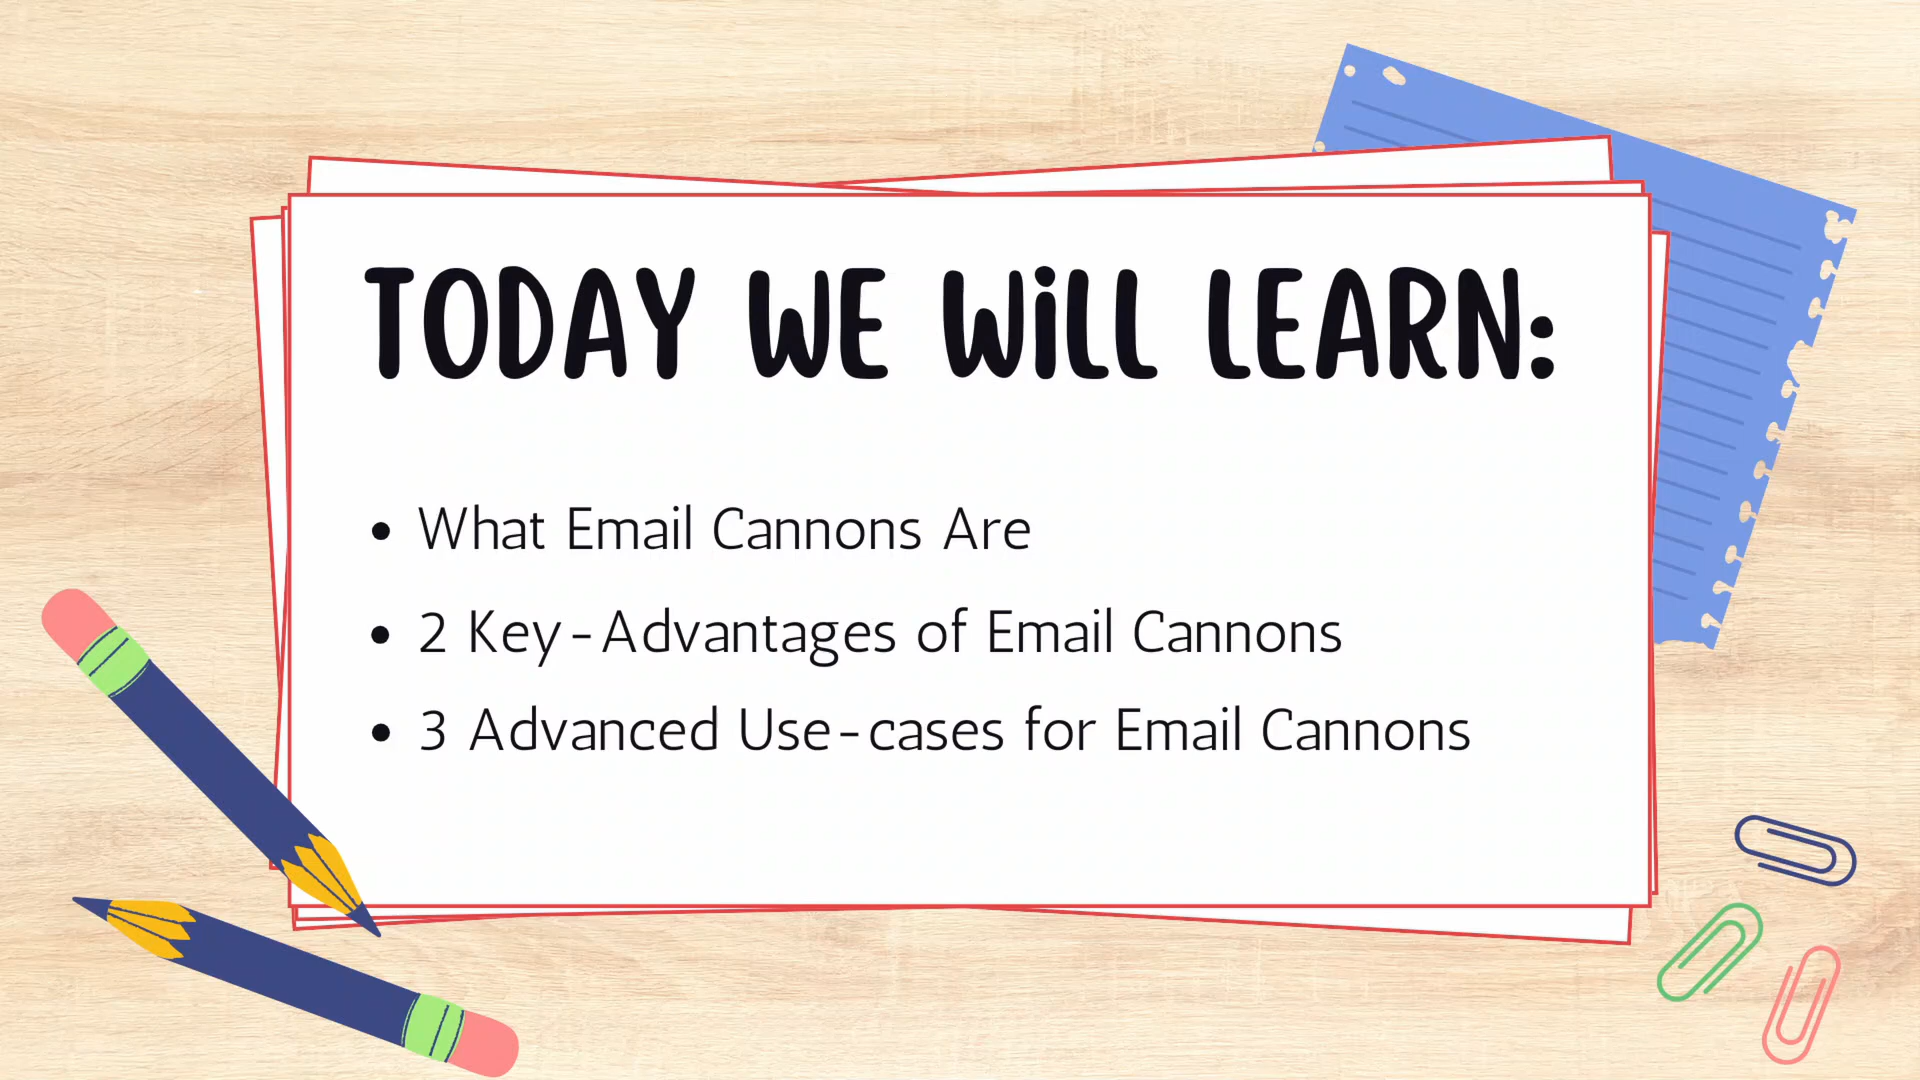 TODAY WE WiLL LEARN:
• What Email Cannons Are
• 2 Key-Advantages of Email Cannons
• 3 Advanced Use-cases for Email Cannons